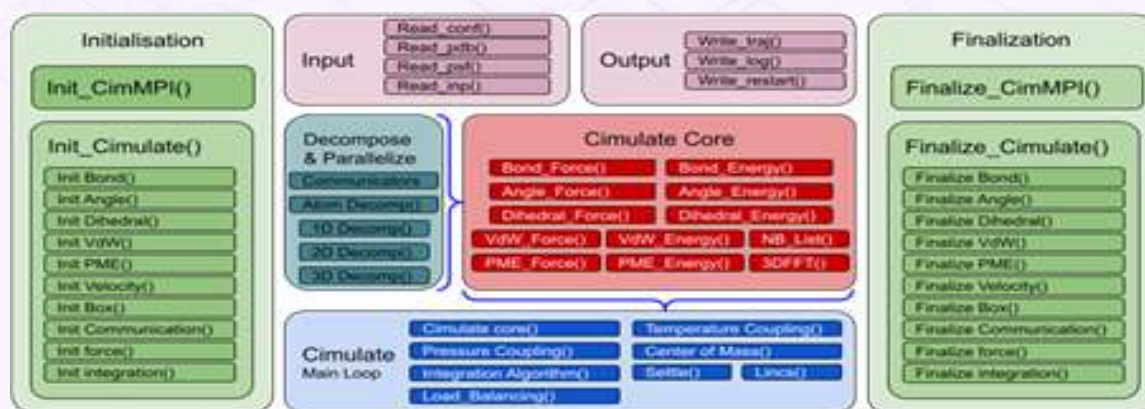 Initialisation
Init_CimMPI()
Init_Cimulate()
Init Bond()
Init Angle()
Init Dihedral()
Init VdW()
Init PME()
Init Velocity()
Init Box()
Init Communication()
Init force()
Init integration()
Input
Read_conf()
Read_pdb()
Read_psf()
Read_inp()
Output
Write_traj()
Write_log()
Write_restart()
Decompose
& Parallelize
Communicators
Atom Decomp()
1D Decomp()
2D Decomp()
3D Decomp()
Cimulate Core
Bond_Force()
Bond_Energy()
Angle_Force()
Angle_Energy()
Dihedral_Force()
Dihedral_Energy()
VdW_Force()
VdW_Energy()
NB_List()
PME_Force()
PME_Energy()
3DFFT()
Cimulate
Main Loop
Cimulate core()
Temperature Coupling()
Pressure Coupling()
Center of Mass()
Integration Algorithm()
Settle()
Lincs()
Load_Balancing()
Finalization
Finalize_CimMPI()
Finalize_Cimulate()
Finalize Bond()
Finalize Angle()
Finalize Dihedral()
Finalize VdW()
Finalize PME()
Finalize Velocity()
Finalize Box()
Finalize Communication()
Finalize force()
Finalize integration()